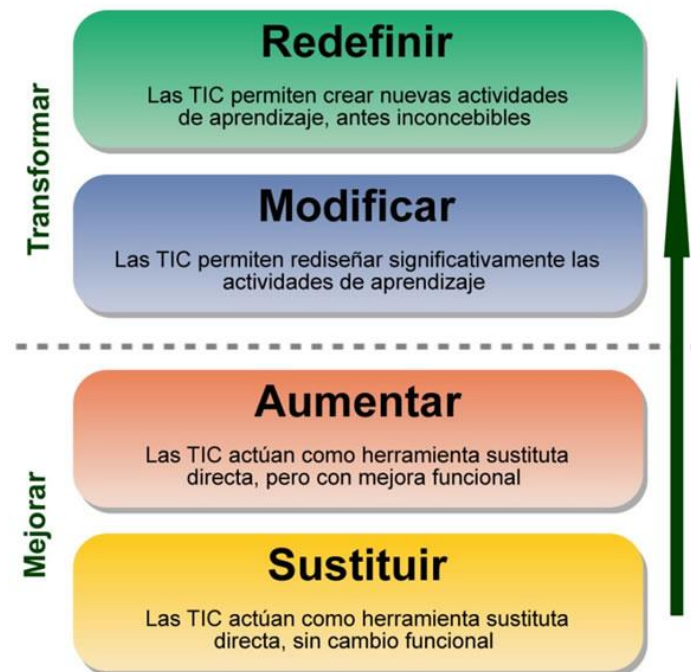 Transformar
Redefinir
Las TIC permiten crear nuevas actividades
de aprendizaje, antes inconcebibles
Modificar
Las TIC permiten rediseñar significativamente las
actividades de aprendizaje
Mejorar
Aumentar
Las TIC actúan como herramienta sustituta
directa, pero con mejora funcional
Sustituir
Las TIC actúan como herramienta sustituta
directa, sin cambio funcional